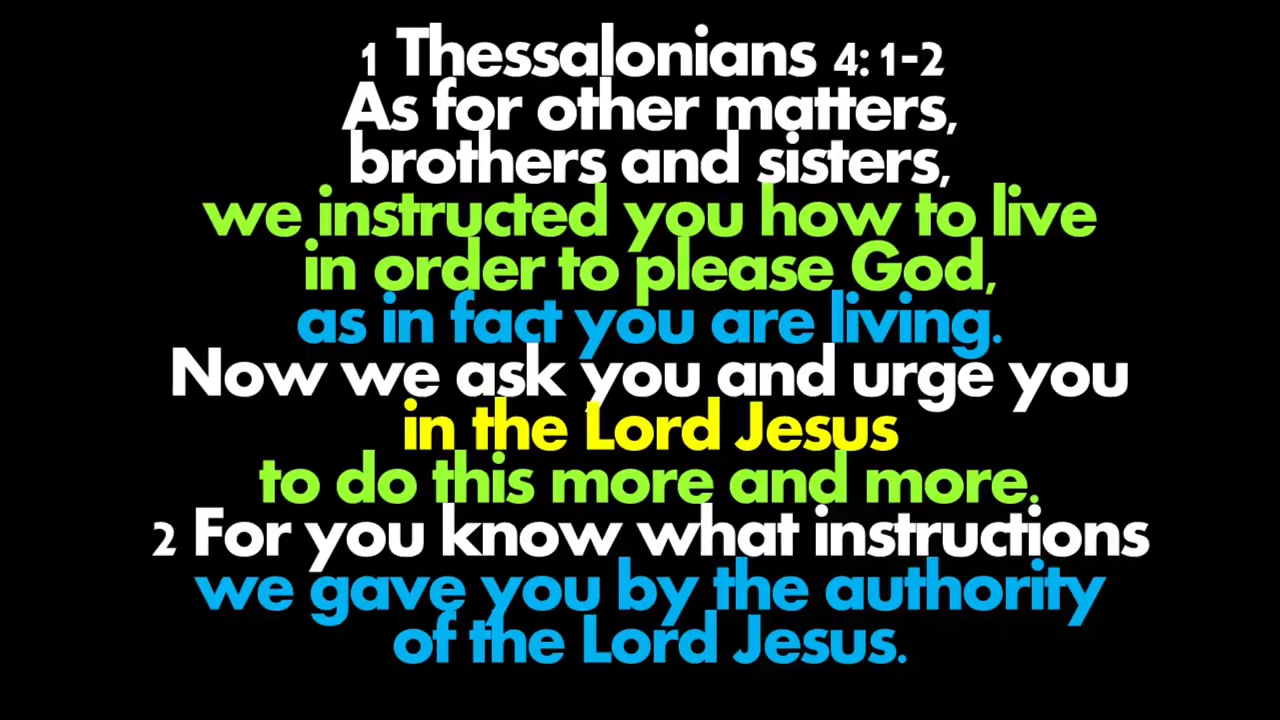 1 Thessalonians 4: 1-2
As for other matters,
brothers and sisters,
we instructed you how to live
in order to please God,
as in fact you are living.
Now we ask you and urge you
in the Lord Jesus
to do this more and more.
2 For you know what instructions
we gave you by the authority
of the Lord Jesus.